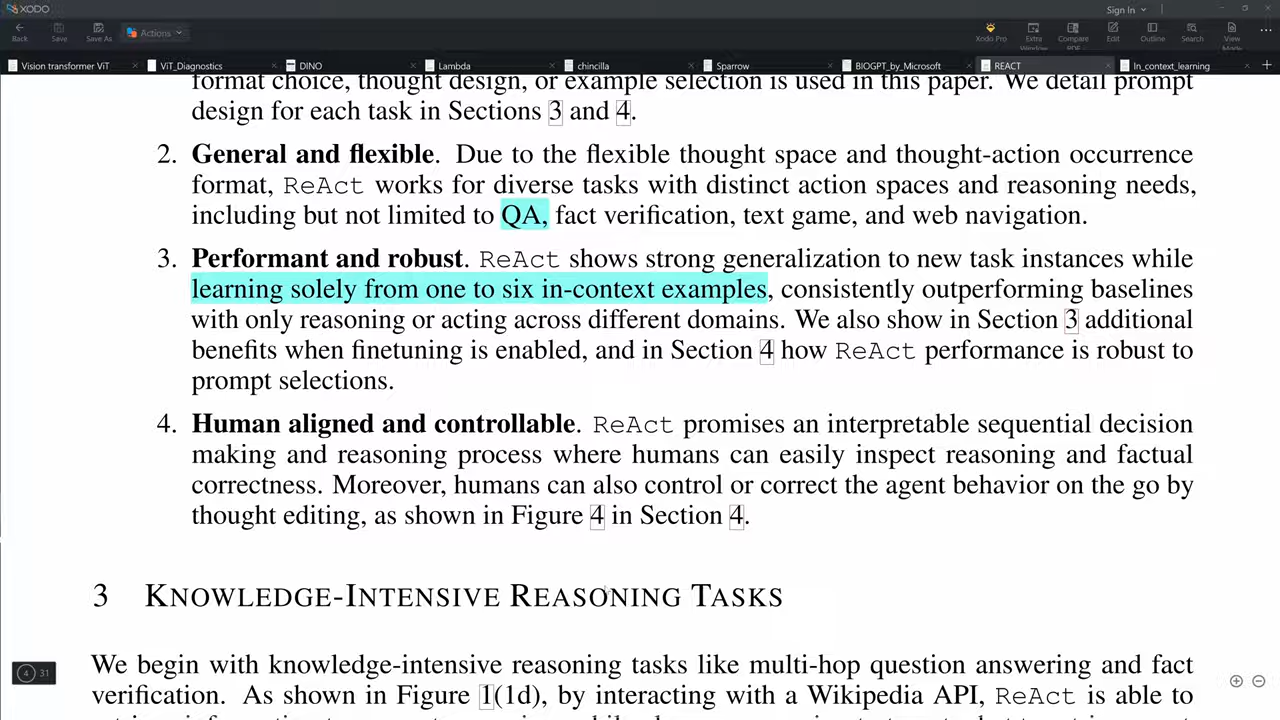 XODO
Sign In
Back Save Save As Actions Xodo Pro Extra Window Compare PDF Edit Outline Search View Mode
Vision transformer ViT ViT_Diagnostics DINO Lambda chincilla Sparrow BIOGPT_by_Microsoft REACT In_context_learning
format choice, thought design, or example selection is used in this paper. We detail prompt
design for each task in Sections 3 and 4.
2. General and flexible. Due to the flexible thought space and thought-action occurrence
format, ReAct works for diverse tasks with distinct action spaces and reasoning needs,
including but not limited to QA, fact verification, text game, and web navigation.
3. Performant and robust. ReAct shows strong generalization to new task instances while
learning solely from one to six in-context examples, consistently outperforming baselines
with only reasoning or acting across different domains. We also show in Section 3 additional
benefits when finetuning is enabled, and in Section 4 how ReAct performance is robust to
prompt selections.
4. Human aligned and controllable. ReAct promises an interpretable sequential decision
making and reasoning process where humans can easily inspect reasoning and factual
correctness. Moreover, humans can also control or correct the agent behavior on the go by
thought editing, as shown in Figure 4 in Section 4.
3 KNOWLEDGE-INTENSIVE REASONING TASKS
We begin with knowledge-intensive reasoning tasks like multi-hop question answering and fact
verification. As shown in Figure 1(1d), by interacting with a Wikipedia API, ReAct is able to
4 31